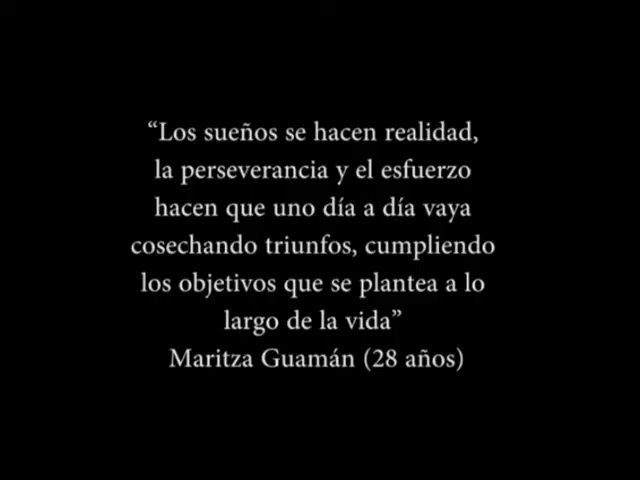 “Los sueños se hacen realidad,
la perseverancia y el esfuerzo
hacen que uno día a día vaya
cosechando triunfos, cumpliendo
los objetivos que se plantea a lo
largo de la vida”
Maritza Guamán (28 años)